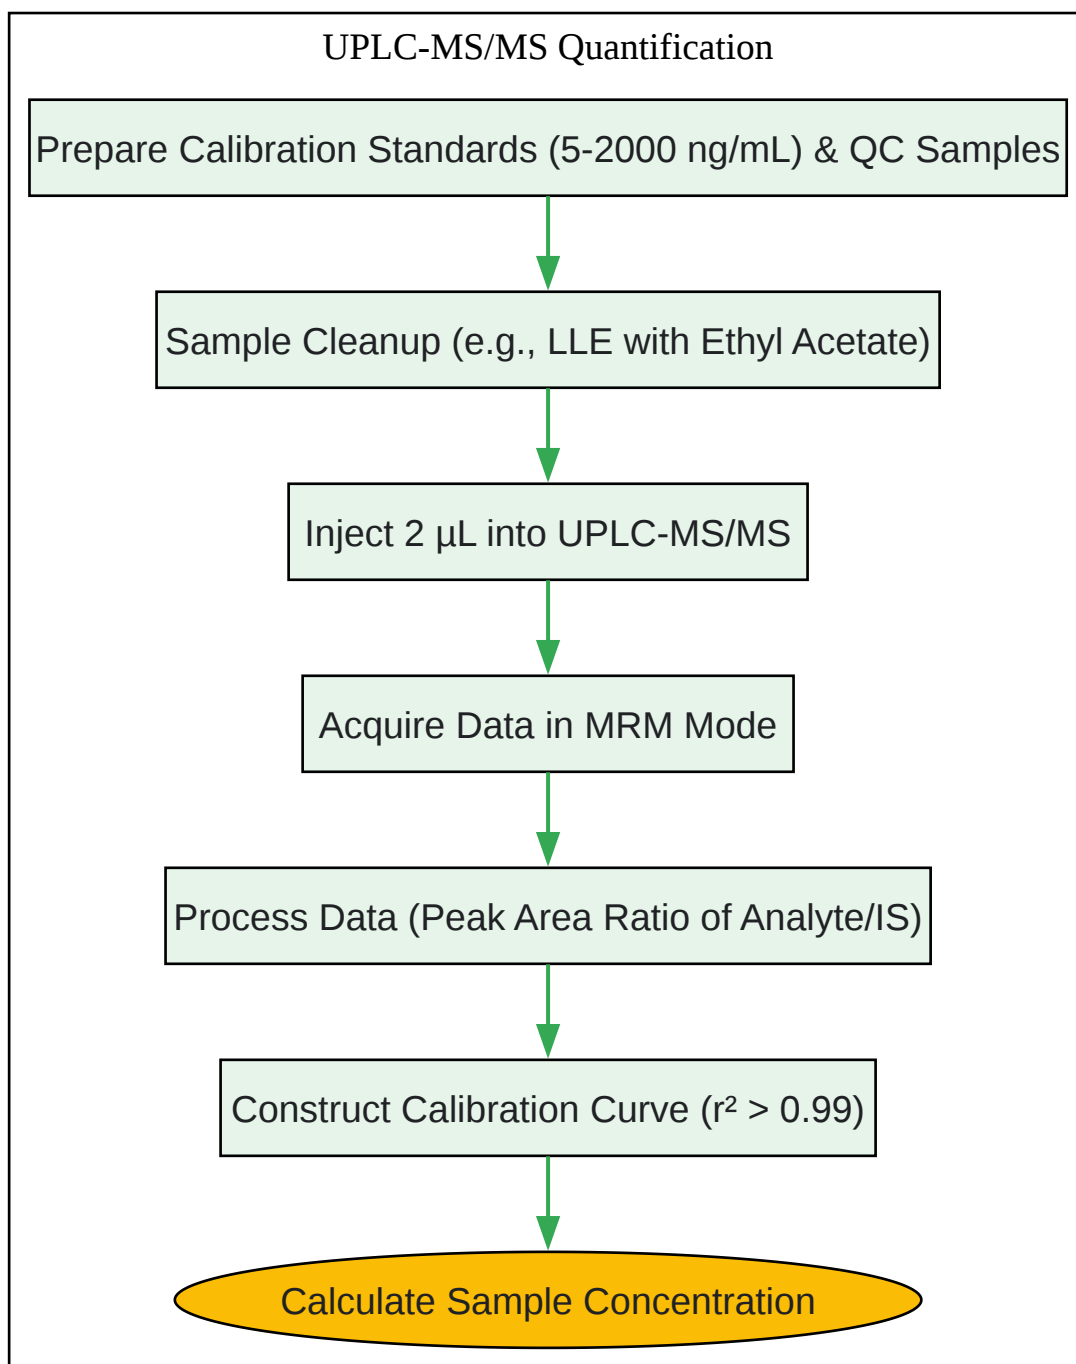 UPLC-MS/MS Quantification
Prepare Calibration Standards (5-2000 ng/mL) & QC Samples
Sample Cleanup (e.g., LLE with Ethyl Acetate)
Inject 2 µL into UPLC-MS/MS
Acquire Data in MRM Mode
Process Data (Peak Area Ratio of Analyte/IS)
Construct Calibration Curve (r² > 0.99)
Calculate Sample Concentration